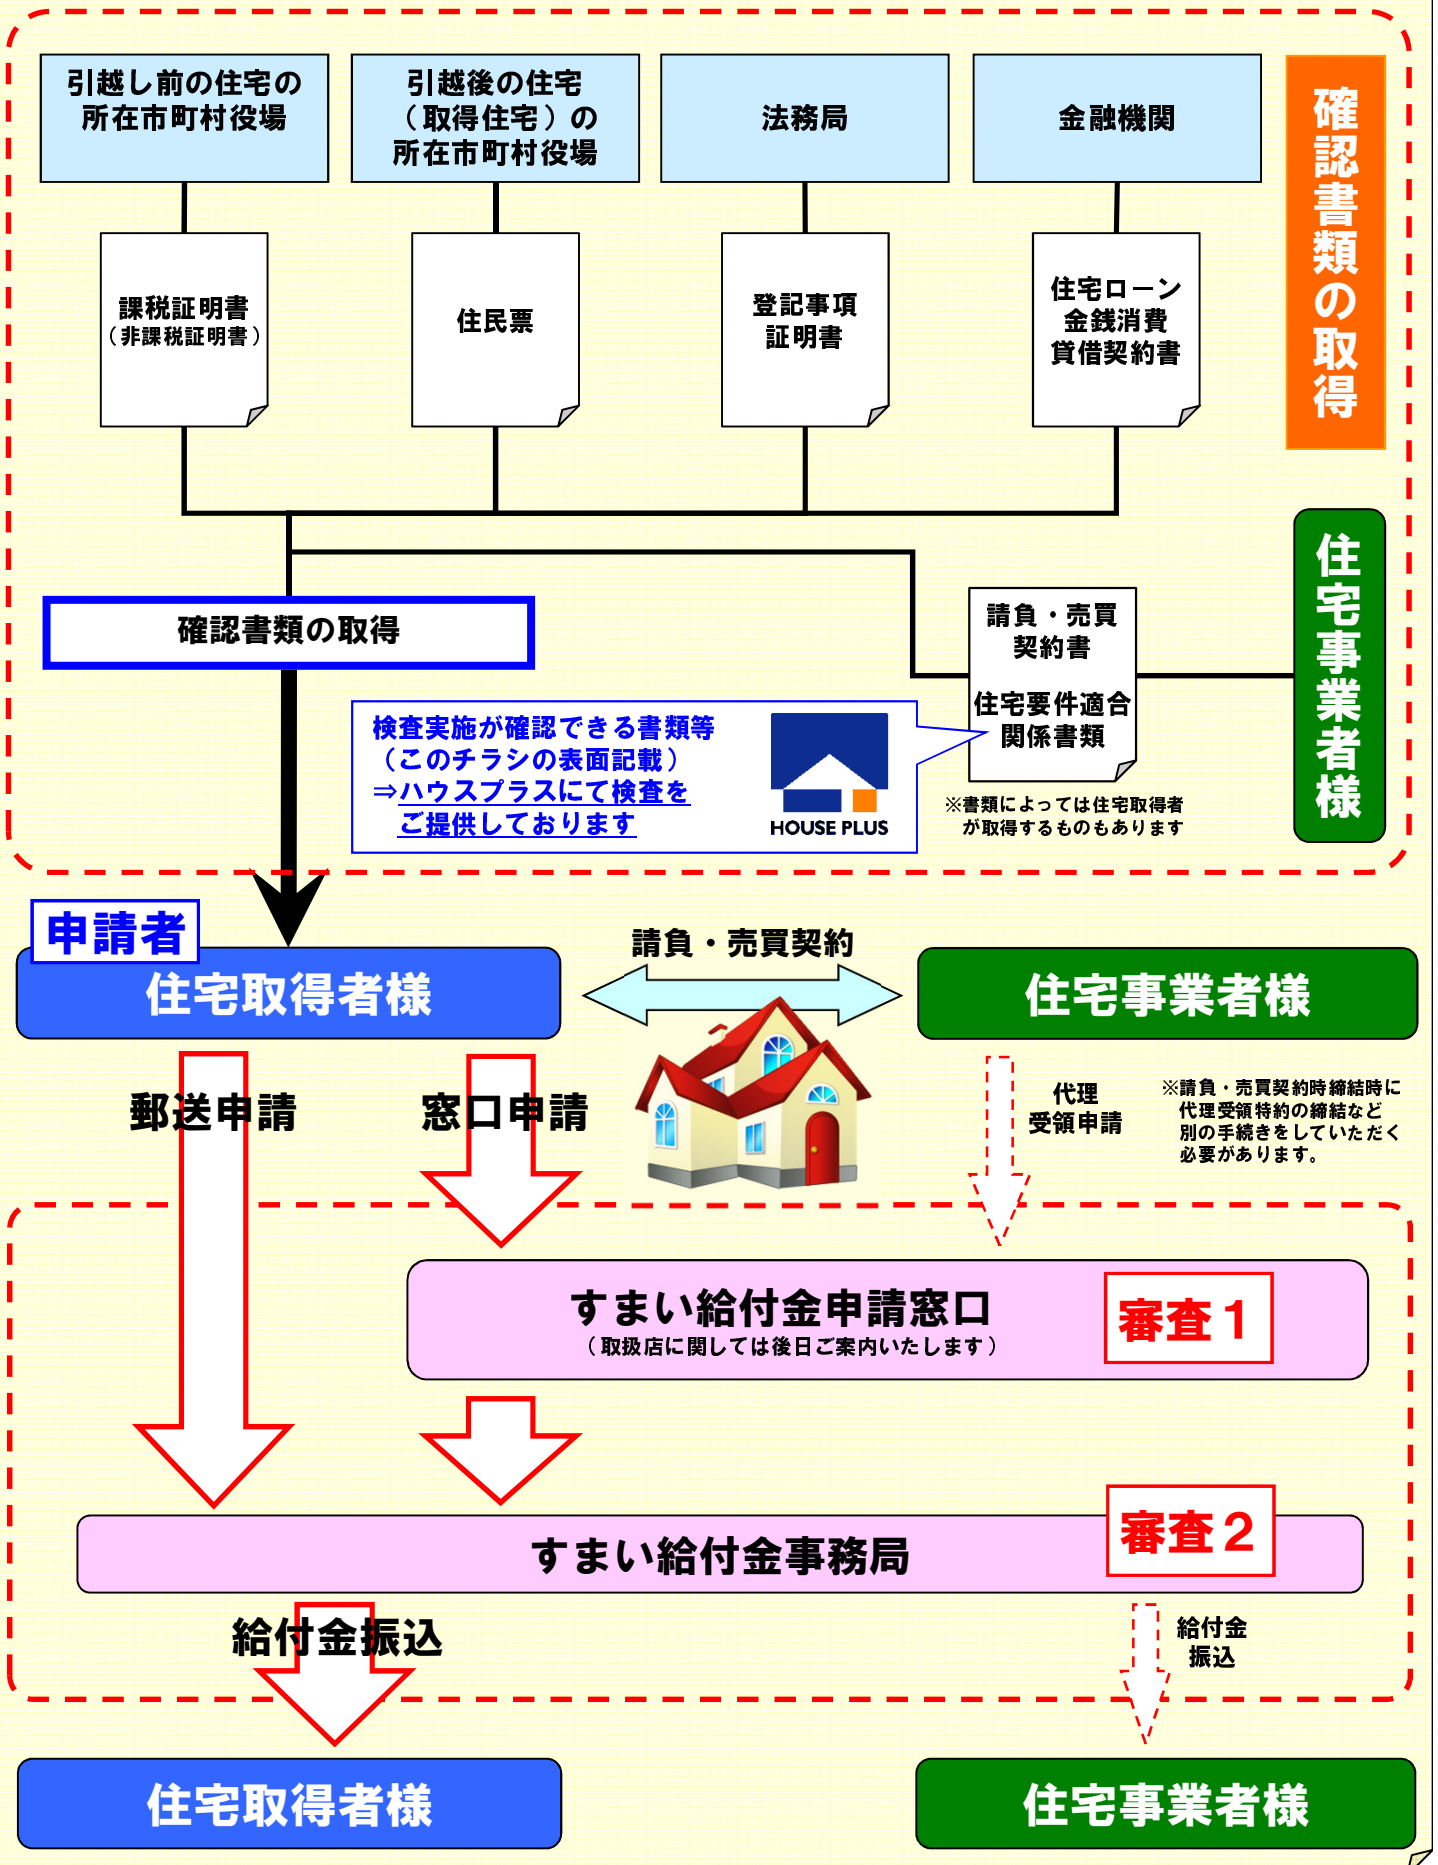 引越し前の住宅の
所在市町村役場
引越後の住宅
（取得住宅）の
所在市町村役場
法務局
金融機関
確認書類の取得
課税証明書
（非課税証明書）
住民票
登記事項
証明書
住宅ローン
金銭消費
貸借契約書
住宅事業者様
確認書類の取得
請負・売買
契約書
住宅要件適合
関係書類
検査実施が確認できる書類等
（このチラシの表面記載）
⇒ハウスプラスにて検査を
ご提供しております
HOUSE PLUS
※書類によっては住宅取得者
が取得するものもあります
申請者
住宅取得者様
請負・売買契約
住宅事業者様
郵送申請
窓口申請
代理
受領申請
※請負・売買契約時締結時に
代理受領特約の締結など
別の手続きをしていただく
必要があります。
すまい給付金申請窓口
（取扱店に関しては後日ご案内いたします）
審査１
すまい給付金事務局
審査２
給付金振込
給付金
振込
住宅取得者様
住宅事業者様